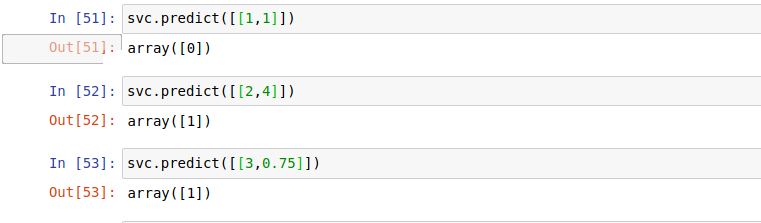 In [51]: svc.predict([[1,1]])
Out[51]: array([0])
In [52]: svc.predict([[2,4]])
Out[52]: array([1])
In [53]: svc.predict([[3,0.75]])
Out[53]: array([1])